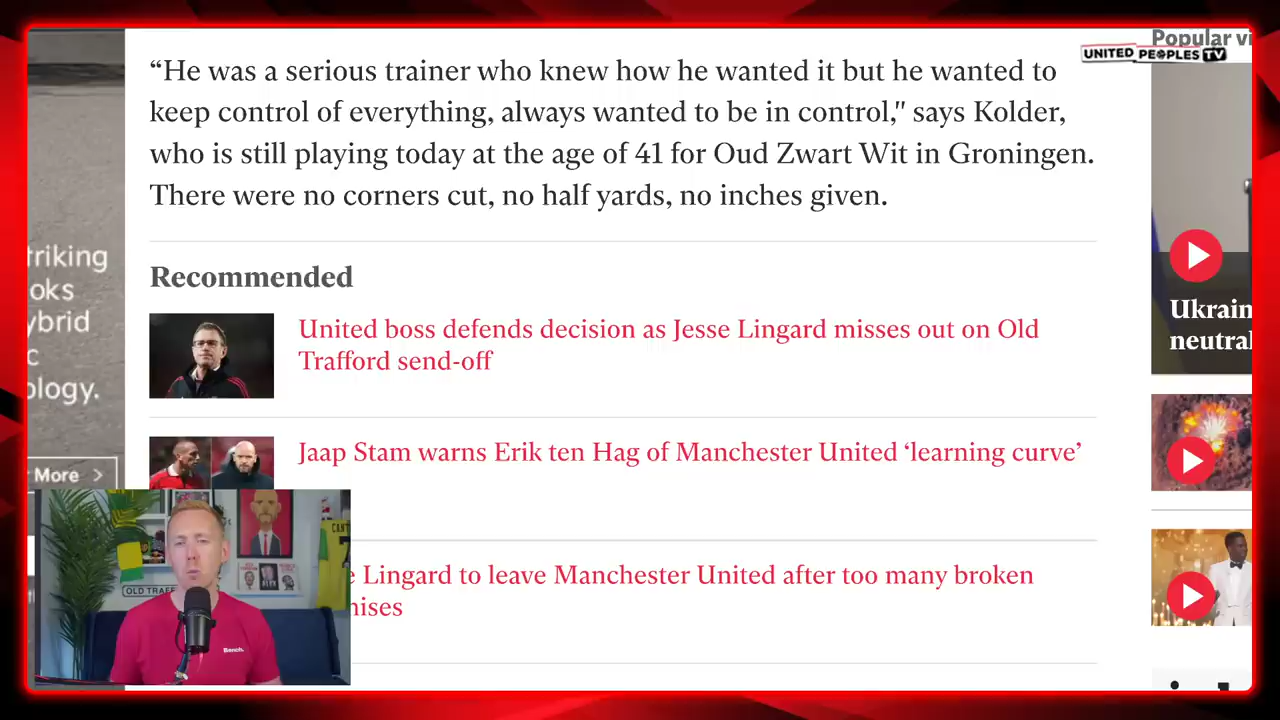 Popular vi
UNITED PEOPLES TV
“He was a serious trainer who knew how he wanted it but he wanted to
keep control of everything, always wanted to be in control," says Kolder,
who is still playing today at the age of 41 for Oud Zwart Wit in Groningen.
There were no corners cut, no half yards, no inches given.
Recommended
United boss defends decision as Jesse Lingard misses out on Old
Trafford send-off
Jaap Stam warns Erik ten Hag of Manchester United ‘learning curve’
e Lingard to leave Manchester United after too many broken
nises
triking
oks
ybrid
c
ology.
More >
Ukrain
neutral
OLD TRAFF
CANT
Bench.